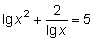 lg x² + 2/(lg x) = 5